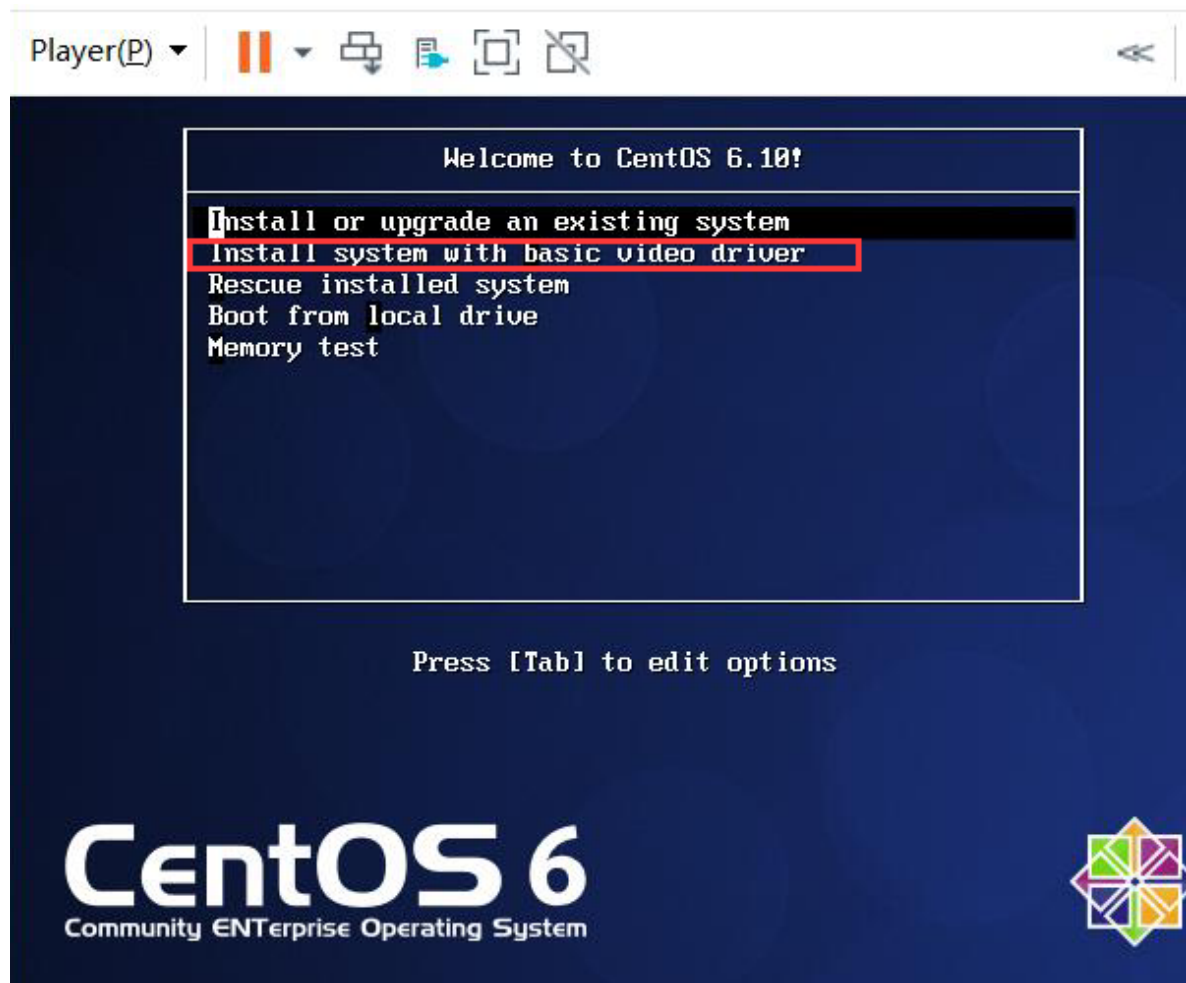 Player(P)
Welcome to CentOS 6.10!
Install or upgrade an existing system
Install system with basic video driver
Rescue installed system
Boot from local drive
Memory test
Press [Tab] to edit options
CentOS 6
Community ENTerprise Operating System